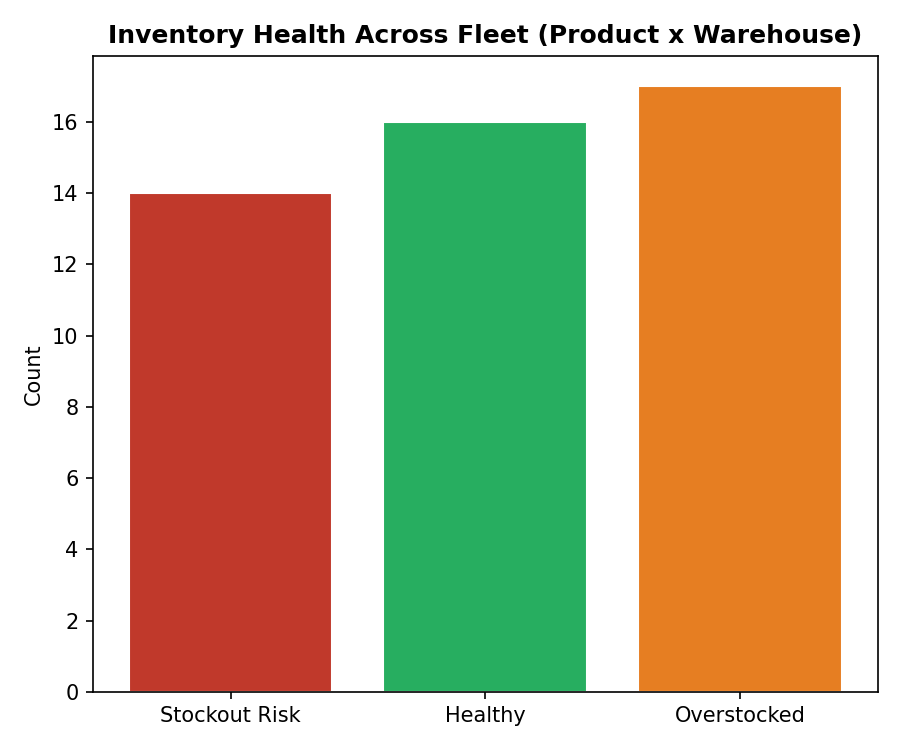 Inventory Health Across Fleet (Product x Warehouse)
Count
16
14
12
10
8
6
4
2
0
Stockout Risk
Healthy
Overstocked